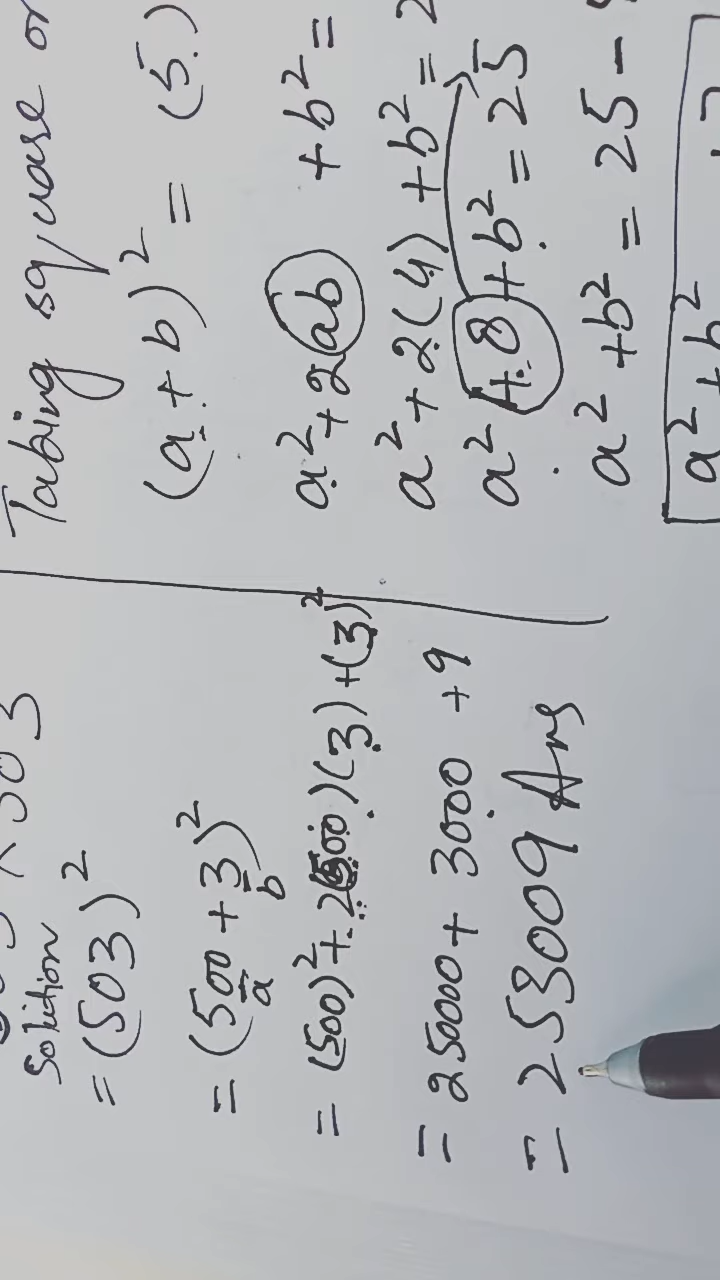 503 × 503
Solution
= (503)²
= (500 + 3)²
a b
= (500)² + 2(500)(3) + (3)²
= 250000 + 3000 + 9
= 253009 Ans
Taking square on
(a + b)² = (5)
a² + 2ab + b² =
a² + 2(4) + b² = 2
a² + 8 + b² = 25
a² + b² = 25 -
a² + b²